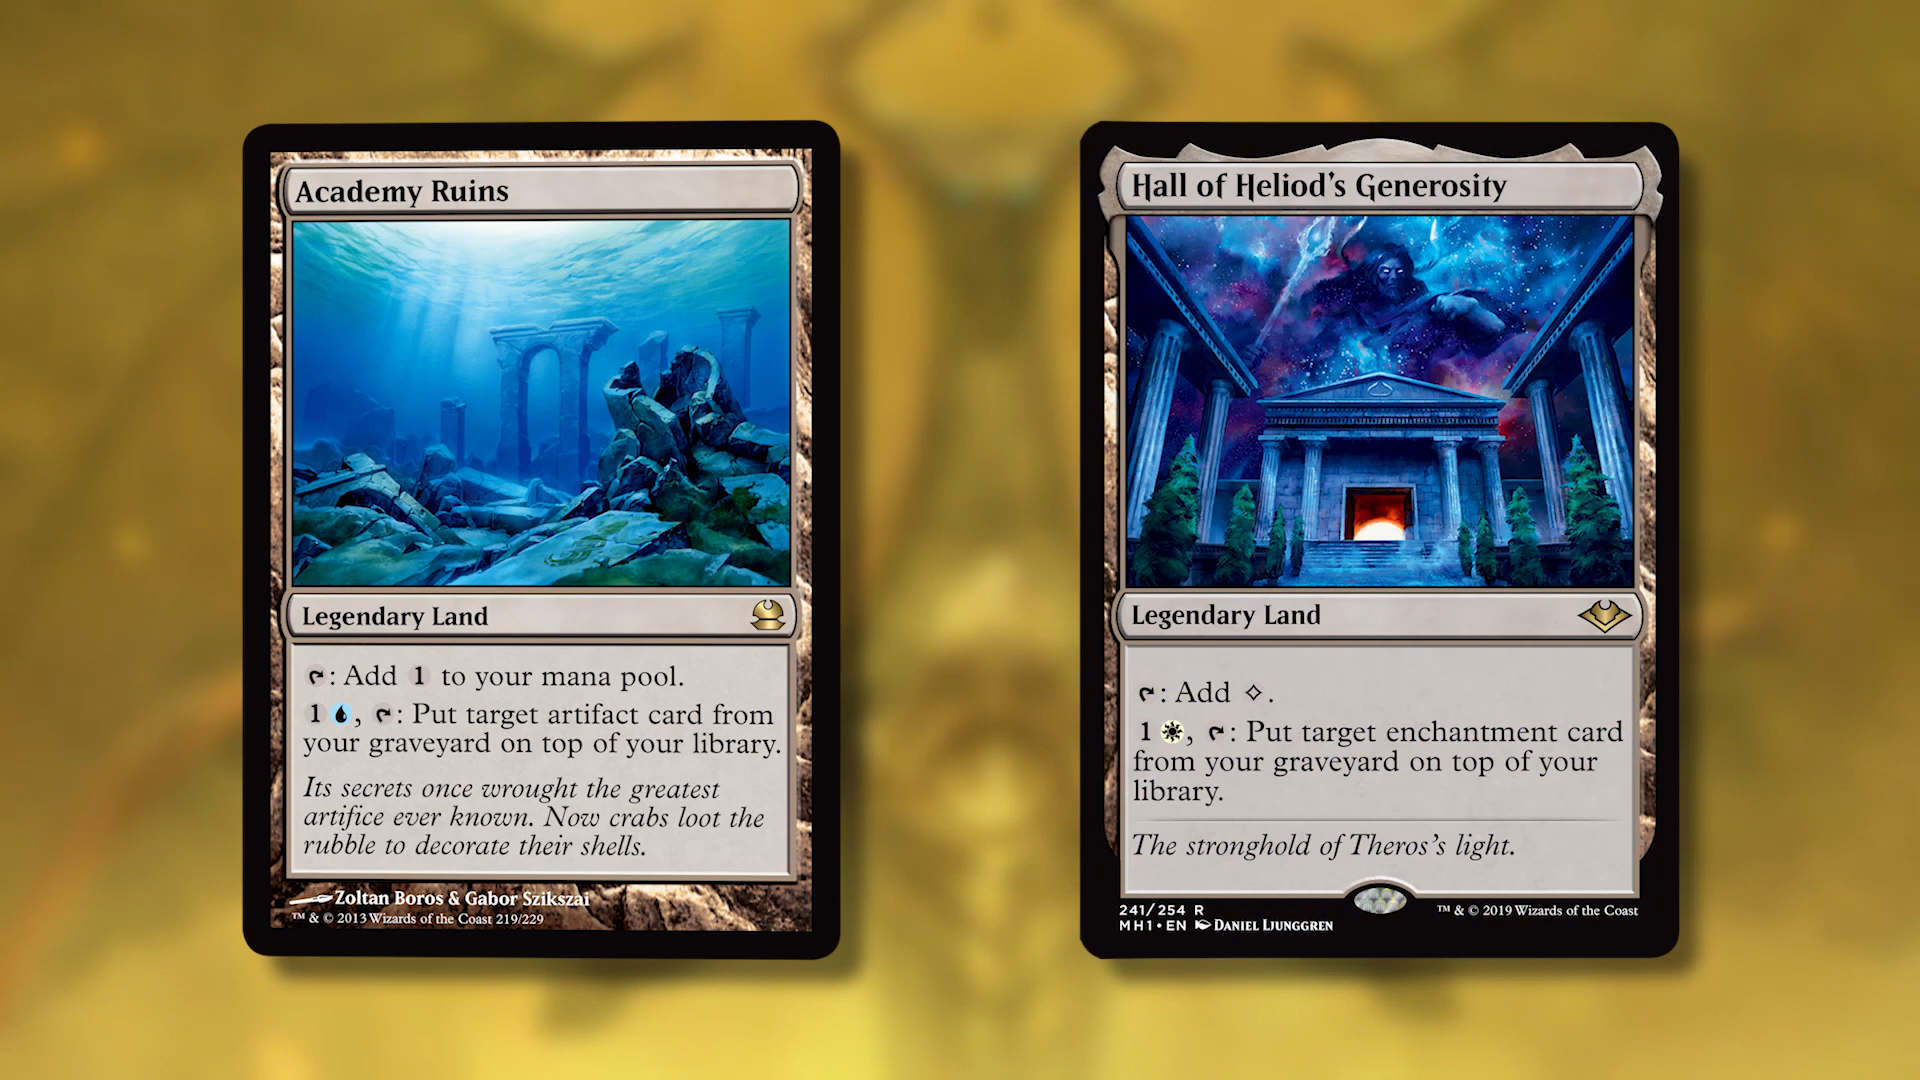 Academy Ruins
Legendary Land
: Add 1 to your mana pool.
1 , : Put target artifact card from
your graveyard on top of your library.
Its secrets once wrought the greatest
artifice ever known. Now crabs loot the
rubble to decorate their shells.
Zoltan Boros & Gabor Szikszai
™ & © 2013 Wizards of the Coast 219/229
Hall of Heliod's Generosity
Legendary Land
: Add .
1 , : Put target enchantment card
from your graveyard on top of your
library.
The stronghold of Theros's light.
241/254 R
MH1•EN Daniel Ljunggren
™ & © 2019 Wizards of the Coast